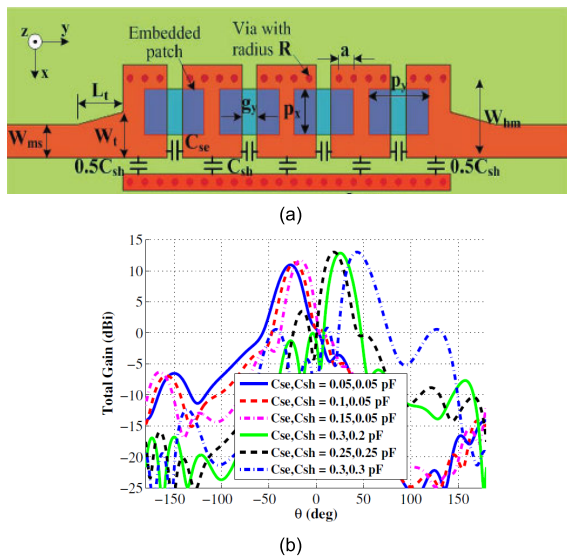 z
y
x
Embedded
patch
Via with
radius R
a
L_t
g_y
p_x
p_y
W_hm
W_ms
W_t
C_se
0.5C_sh
C_sh
0.5C_sh
(a)
Total Gain (dBi)
15
10
5
0
-5
-10
-15
-20
-25
Cse,Csh = 0.05,0.05 pF
Cse,Csh = 0.1,0.05 pF
Cse,Csh = 0.15,0.05 pF
Cse,Csh = 0.3,0.2 pF
Cse,Csh = 0.25,0.25 pF
Cse,Csh = 0.3,0.3 pF
-150 -100 -50 0 50 100 150
θ (deg)
(b)